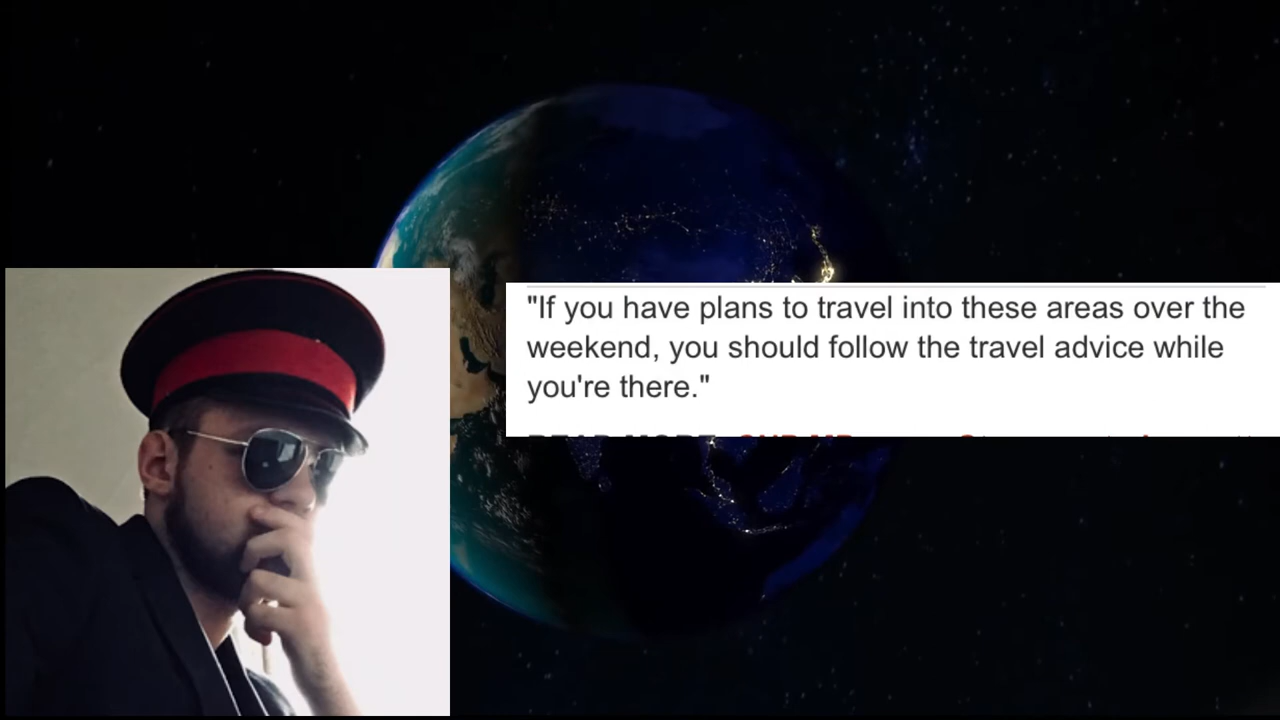 "If you have plans to travel into these areas over the
weekend, you should follow the travel advice while
you're there."